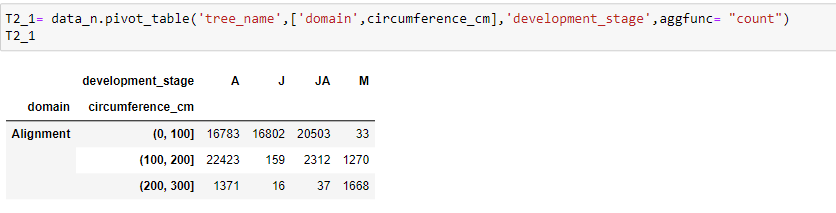 T2_1= data_n.pivot_table('tree_name',['domain',circumference_cm],'development_stage',aggfunc= "count")
T2_1
development_stage A J JA M
domain circumference_cm
Alignment (0, 100] 16783 16802 20503 33
(100, 200] 22423 159 2312 1270
(200, 300] 1371 16 37 1668